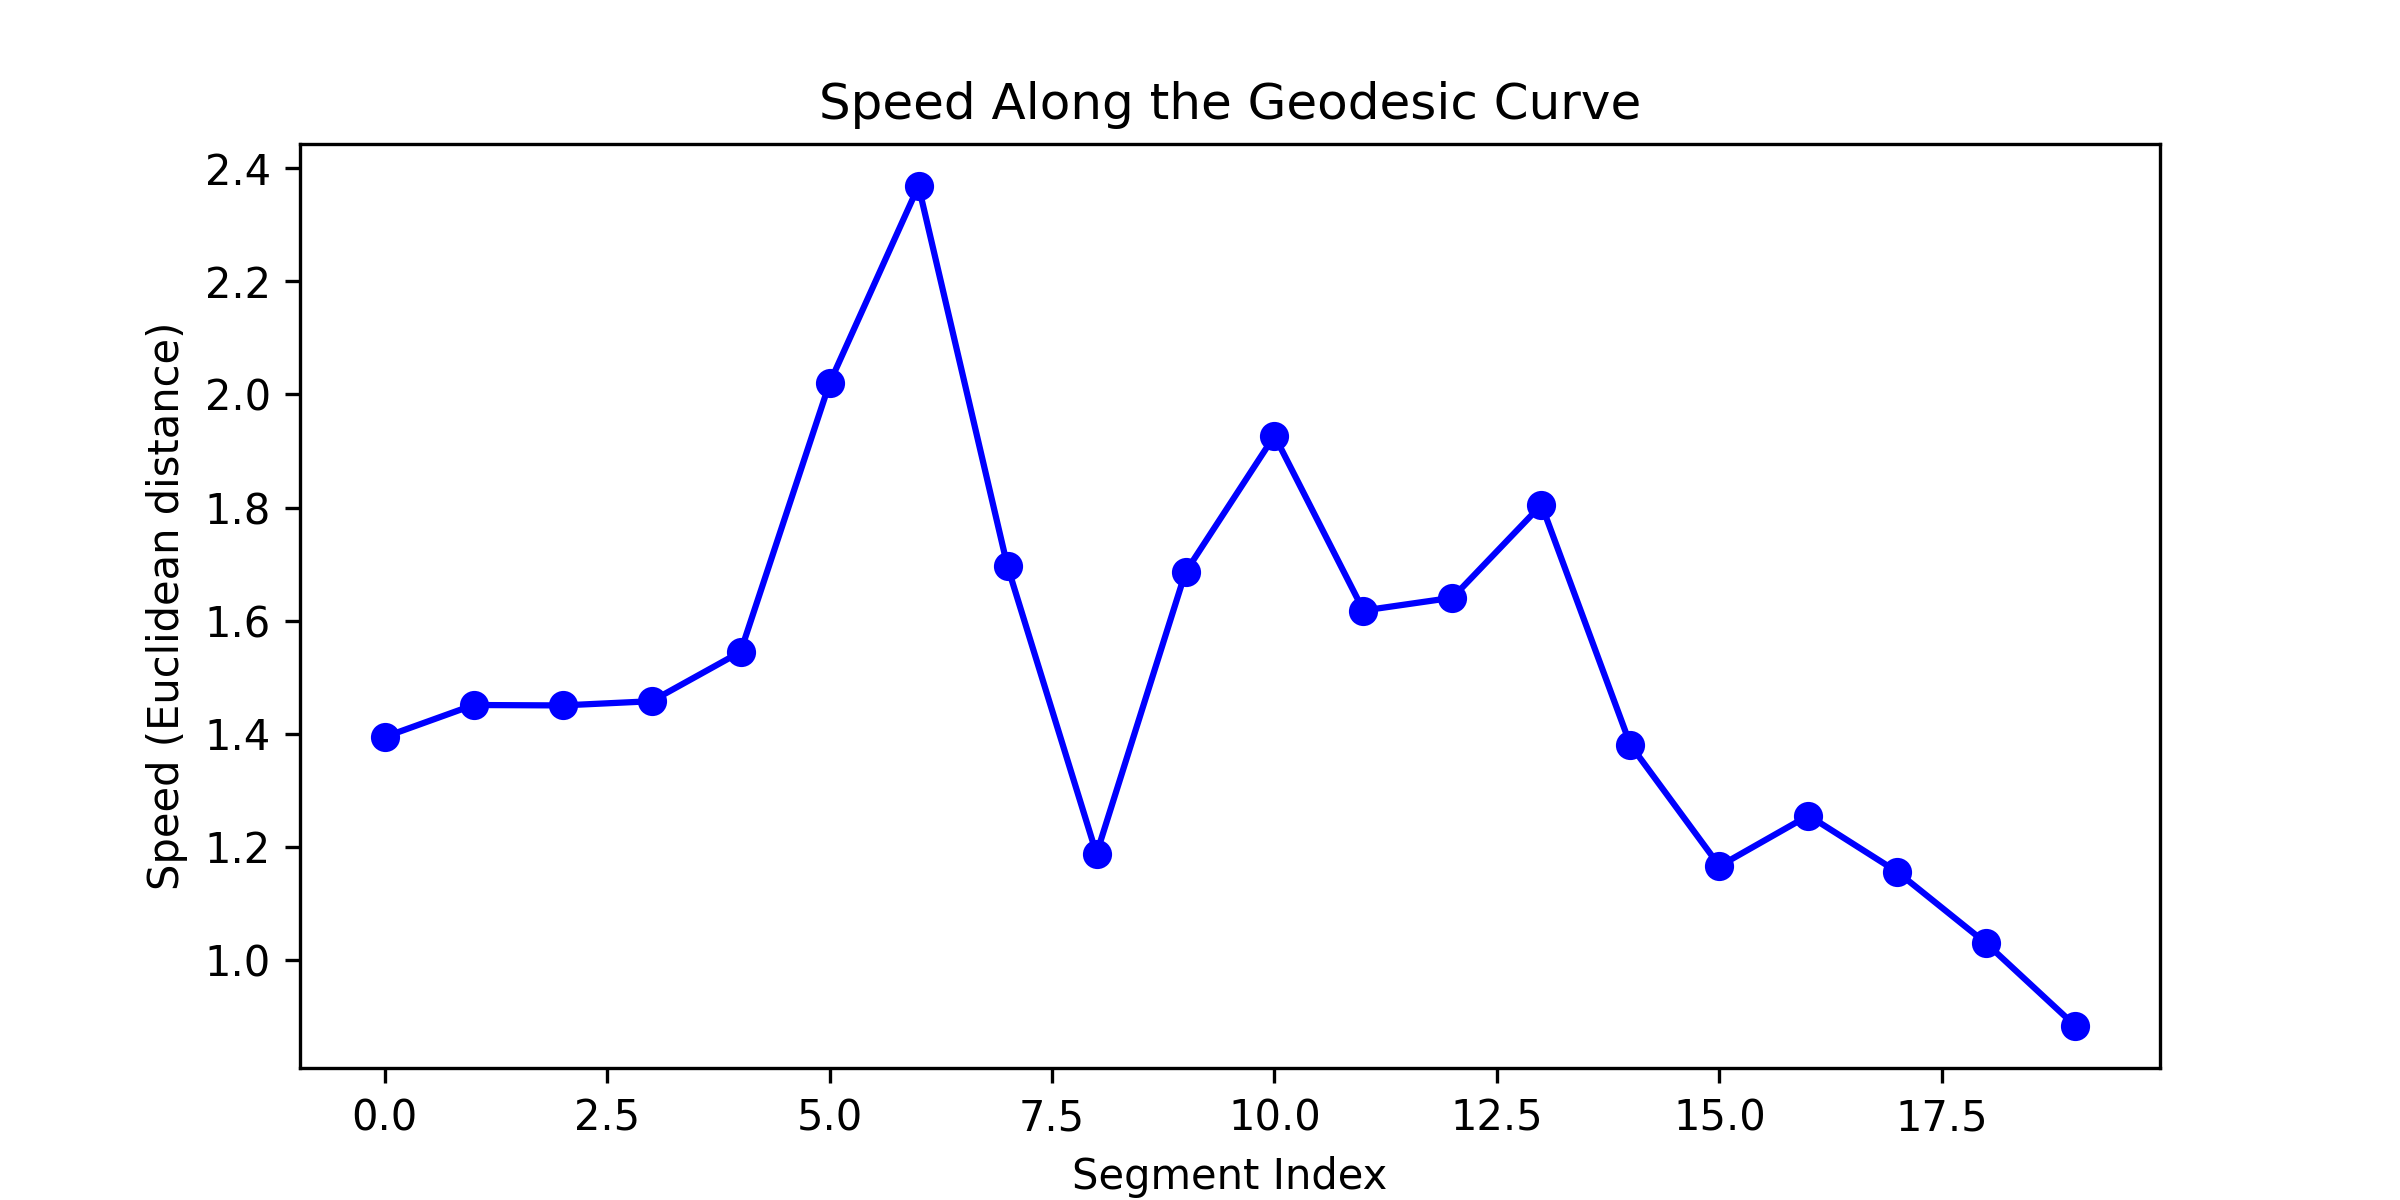 Speed Along the Geodesic Curve
Speed (Euclidean distance)
2.4
2.2
2.0
1.8
1.6
1.4
1.2
1.0
0.0 2.5 5.0 7.5 10.0 12.5 15.0 17.5
Segment Index